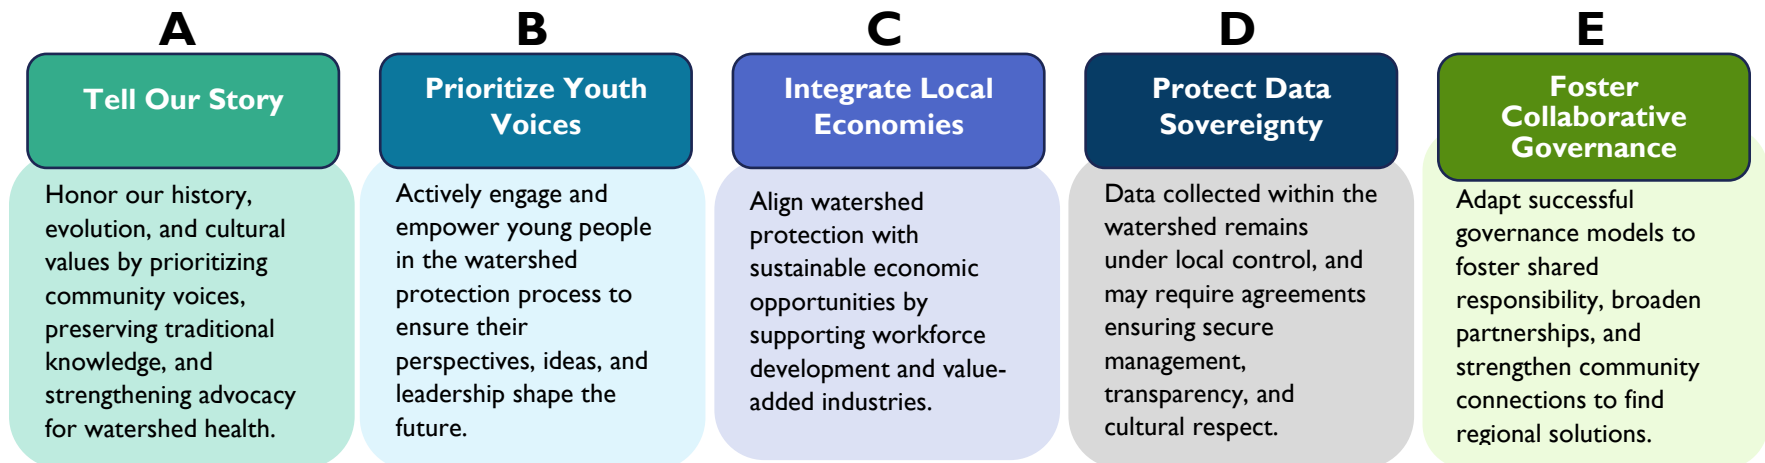 A
Tell Our Story
Honor our history,
evolution, and cultural
values by prioritizing
community voices,
preserving traditional
knowledge, and
strengthening advocacy
for watershed health.
B
Prioritize Youth
Voices
Actively engage and
empower young people
in the watershed
protection process to
ensure their
perspectives, ideas, and
leadership shape the
future.
C
Integrate Local
Economies
Align watershed
protection with
sustainable economic
opportunities by
supporting workforce
development and value-
added industries.
D
Protect Data
Sovereignty
Data collected within the
watershed remains
under local control, and
may require agreements
ensuring secure
management,
transparency, and
cultural respect.
E
Foster
Collaborative
Governance
Adapt successful
governance models to
foster shared
responsibility, broaden
partnerships, and
strengthen community
connections to find
regional solutions.